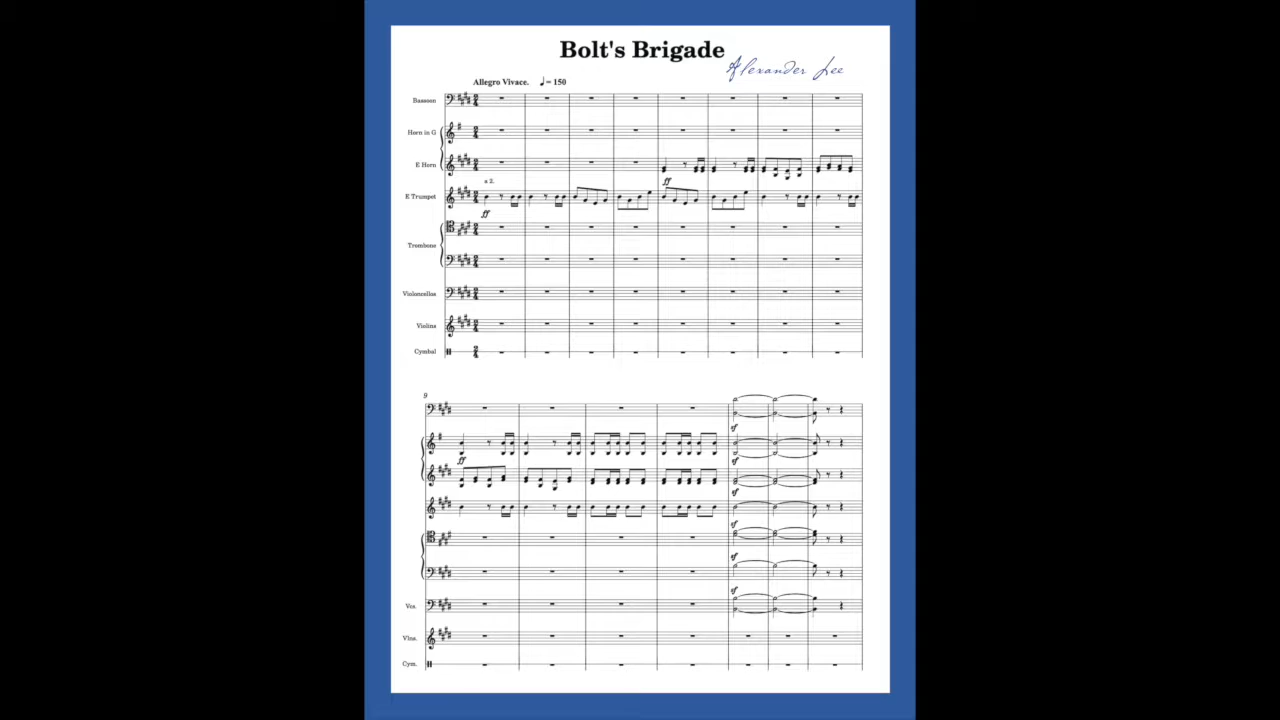 Bolt's Brigade
Alexander Lee
Allegro Vivace. ♩ = 150
Bassoon
Horn in G
E Horn
ff
a 2.
E Trumpet
ff
Trombone
Violoncellos
Violins
Cymbal
9
sf
ff
sf
sf
sf
sf
sf
Vcs.
Vlns.
Cym.